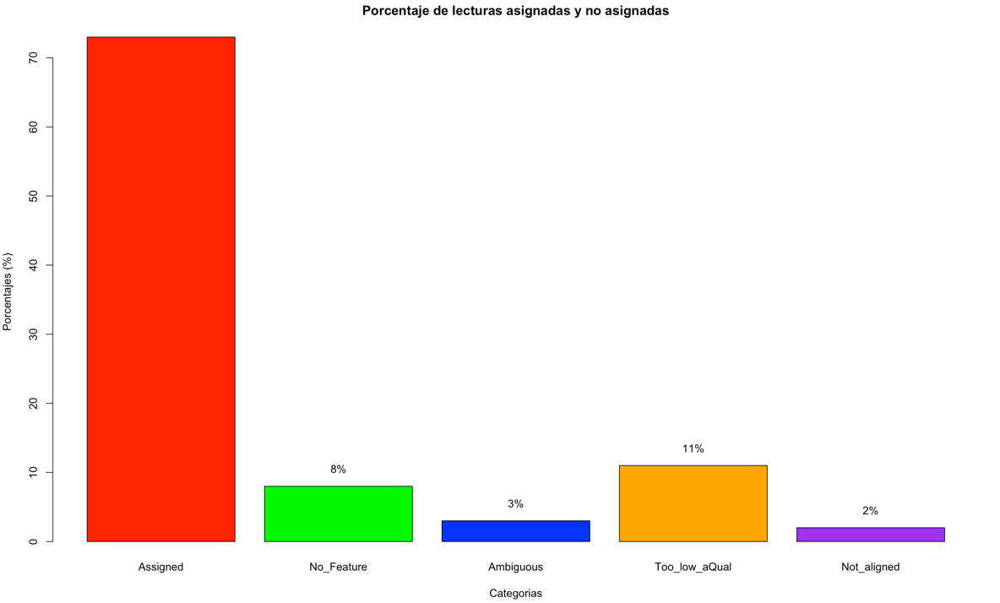 Porcentaje de lecturas asignadas y no asignadas
Porcentajes (%)
70
60
50
40
30
20
10
0
8%
3%
11%
2%
Assigned
No_Feature
Ambiguous
Too_low_aQual
Not_aligned
Categorias